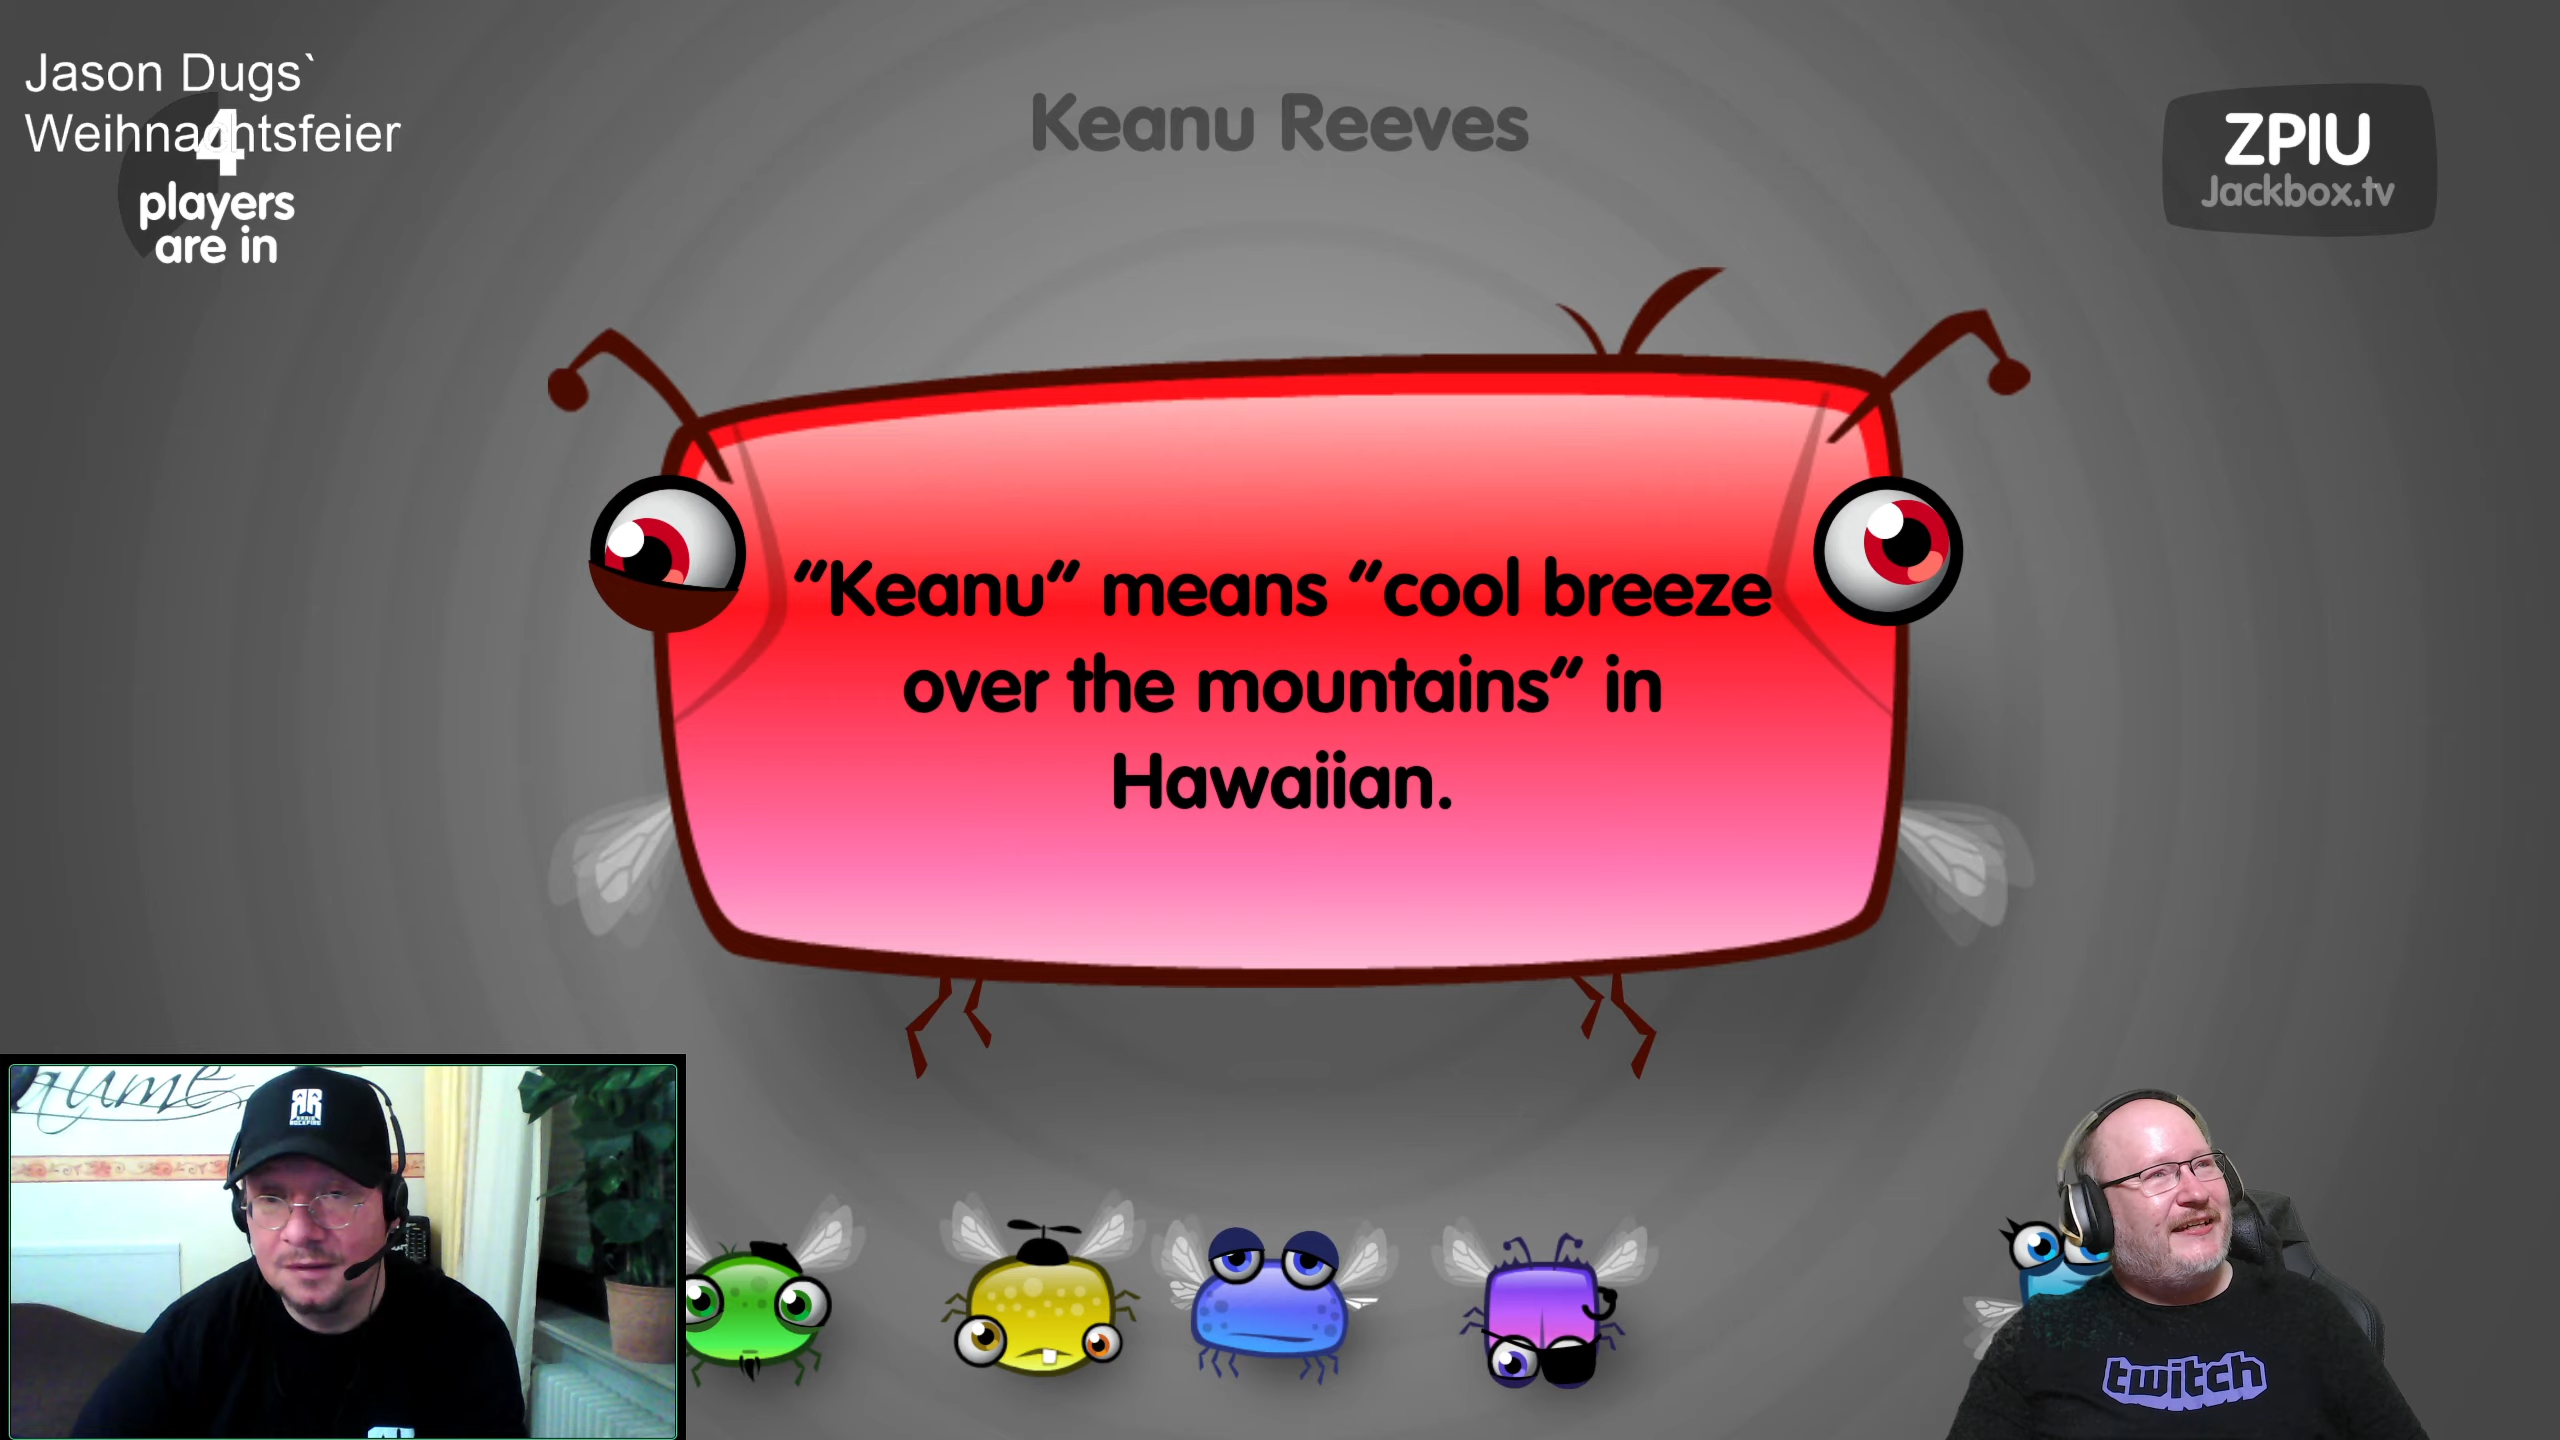 Jason Dugs`
Weihnachtsfeier
4
players
are in
Keanu Reeves
ZPIU
Jackbox.tv
"Keanu" means "cool breeze
over the mountains" in
Hawaiian.
twitch